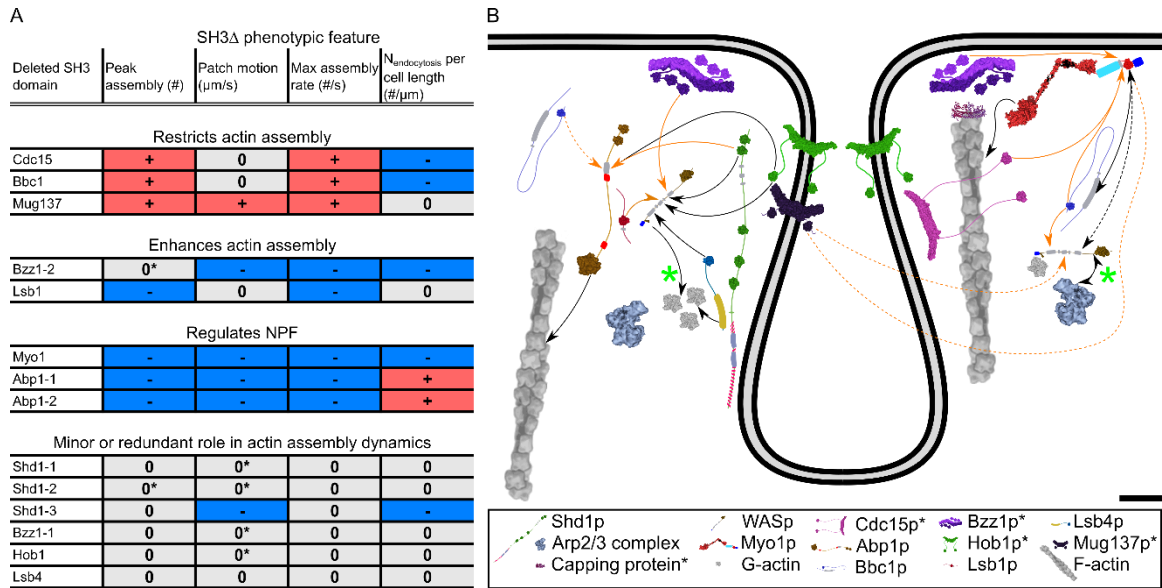 A
SH3Δ phenotypic feature
Deleted SH3 domain | Peak assembly (#) | Patch motion (μm/s) | Max assembly rate (#/s) | Nendocytosis per cell length (#/μm)
Restricts actin assembly
Cdc15 + 0 + -
Bbc1 + 0 + -
Mug137 + + + 0
Enhances actin assembly
Bzz1-2 0* - - -
Lsb1 - 0 - 0
Regulates NPF
Myo1 - - - -
Abp1-1 - - - +
Abp1-2 - - - +
Minor or redundant role in actin assembly dynamics
Shd1-1 0 0* 0 0
Shd1-2 0* 0* 0 0
Shd1-3 0 - 0 -
Bzz1-1 0 0* 0 0
Hob1 0 0* 0 0
Lsb4 0 0 0 0
B
*
*
Shd1p WASp Cdc15p* Bzz1p* Lsb4p
Arp2/3 complex Myo1p Abp1p Hob1p* Mug137p*
Capping protein* G-actin Bbc1p Lsb1p F-actin